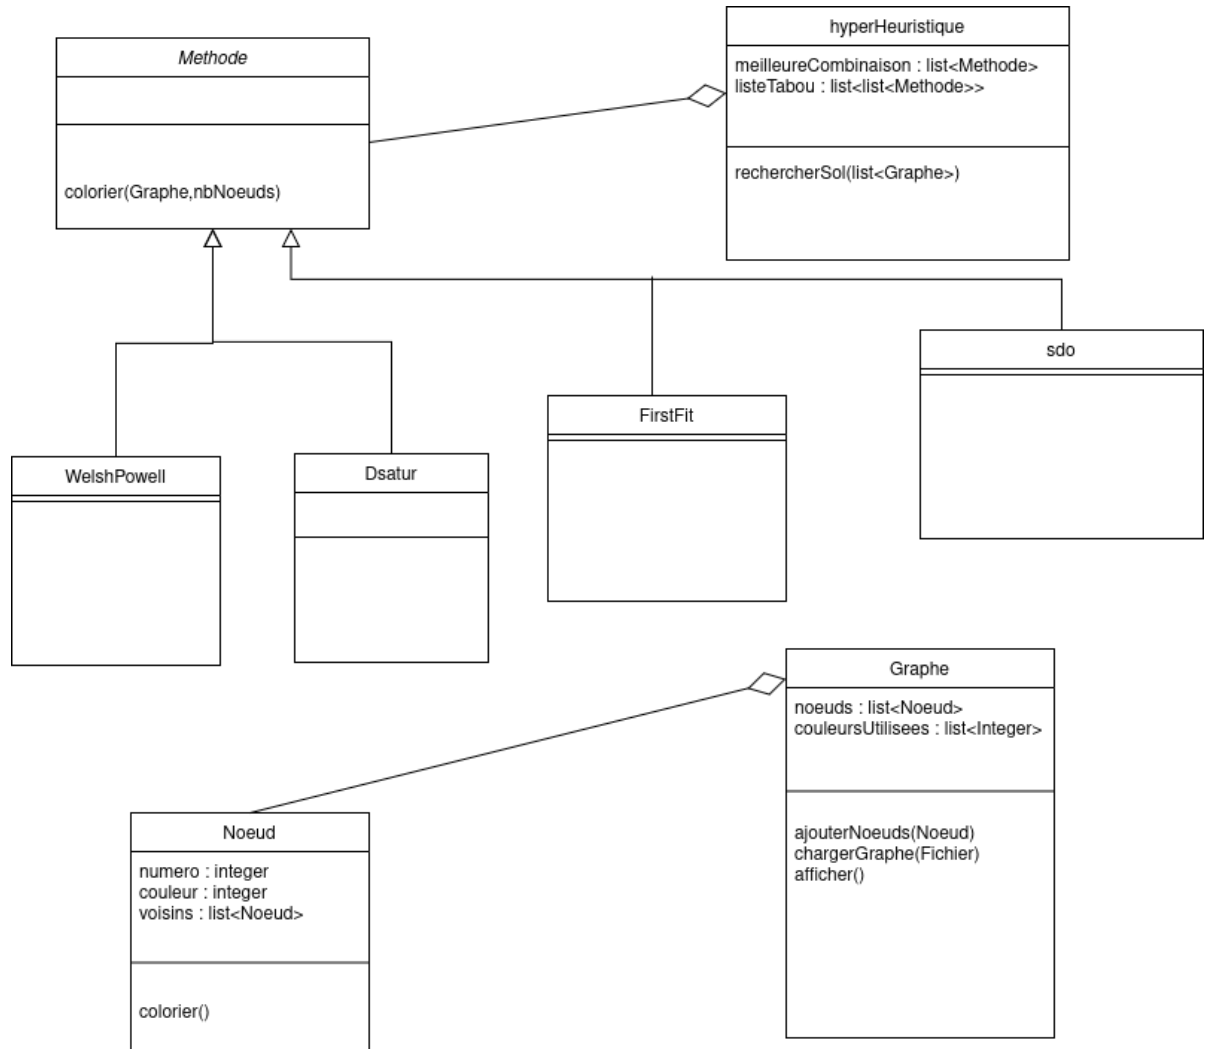 Methode
colorier(Graphe,nbNoeuds)
hyperHeuristique
meilleureCombinaison : list<Methode>
listeTabou : list<list<Methode>>
rechercherSol(list<Graphe>)
WelshPowell
Dsatur
FirstFit
sdo
Noeud
numero : integer
couleur : integer
voisins : list<Noeud>
colorier()
Graphe
noeuds : list<Noeud>
couleursUtilisees : list<Integer>
ajouterNoeuds(Noeud)
chargerGraphe(Fichier)
afficher()